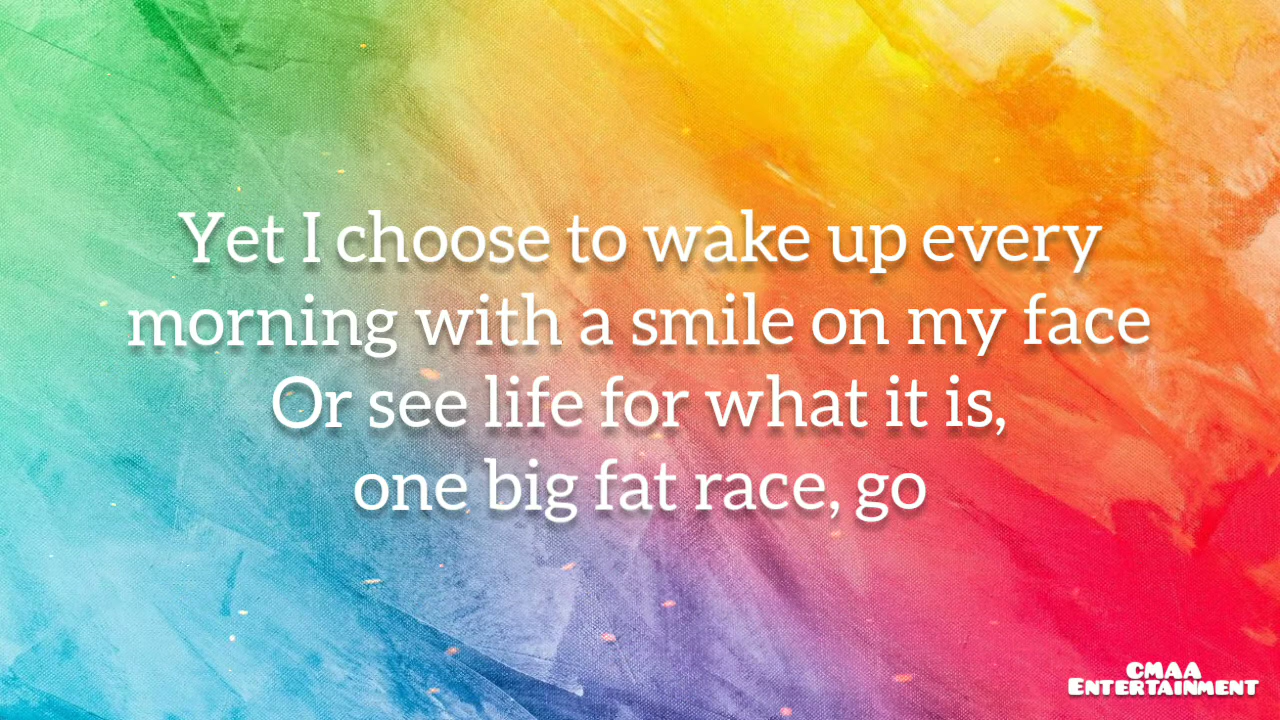 Yet I choose to wake up every
morning with a smile on my face
Or see life for what it is,
one big fat race, go
CMAA
ENTERTAINMENT